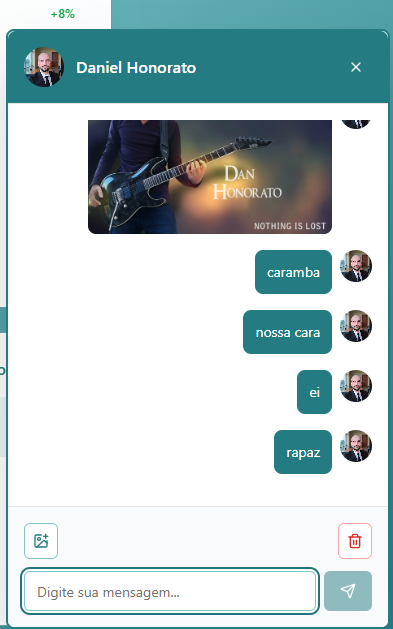 +8%
Daniel Honorato
DAN
HONORATO
NOTHING IS LOST
caramba
nossa cara
ei
rapaz
Digite sua mensagem...